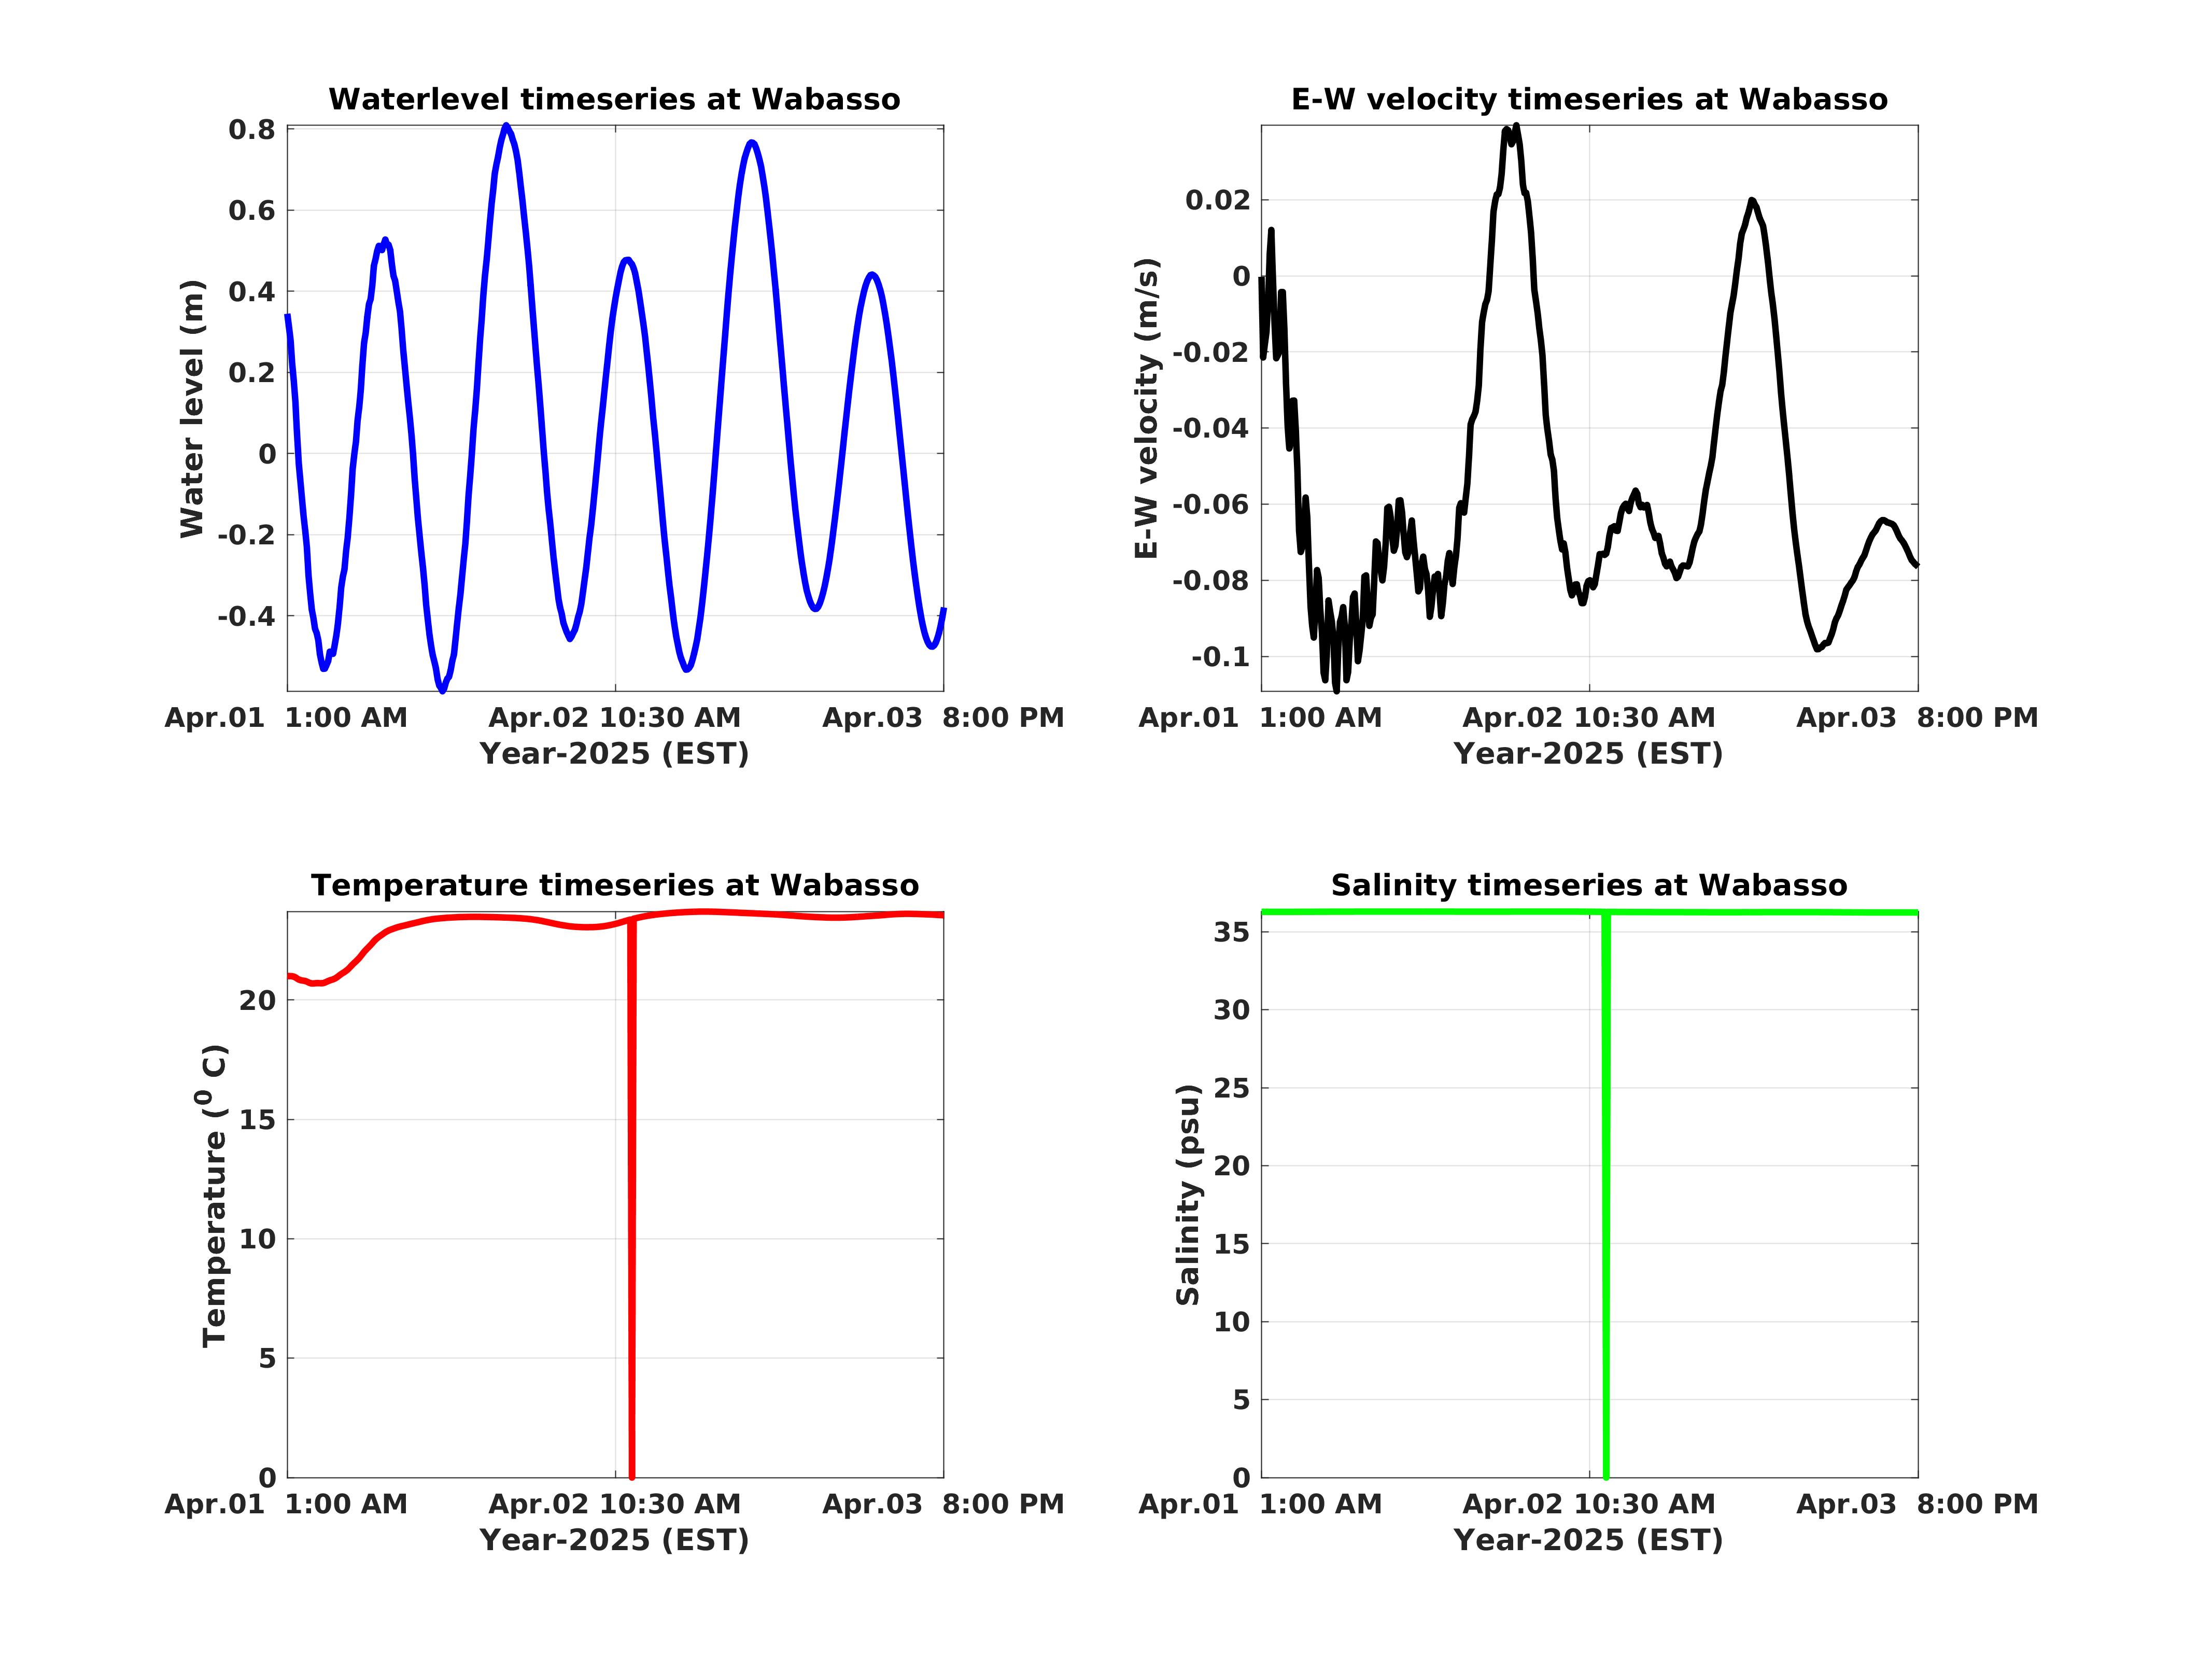 Waterlevel timeseries at Wabasso
Water level (m)
0.8
0.6
0.4
0.2
0
-0.2
-0.4
Apr.01 1:00 AM
Apr.02 10:30 AM
Apr.03 8:00 PM
Year-2025 (EST)
E-W velocity timeseries at Wabasso
E-W velocity (m/s)
0.02
0
-0.02
-0.04
-0.06
-0.08
-0.1
Apr.01 1:00 AM
Apr.02 10:30 AM
Apr.03 8:00 PM
Year-2025 (EST)
Temperature timeseries at Wabasso
Temperature (⁰ C)
20
15
10
5
0
Apr.01 1:00 AM
Apr.02 10:30 AM
Apr.03 8:00 PM
Year-2025 (EST)
Salinity timeseries at Wabasso
Salinity (psu)
35
30
25
20
15
10
5
0
Apr.01 1:00 AM
Apr.02 10:30 AM
Apr.03 8:00 PM
Year-2025 (EST)